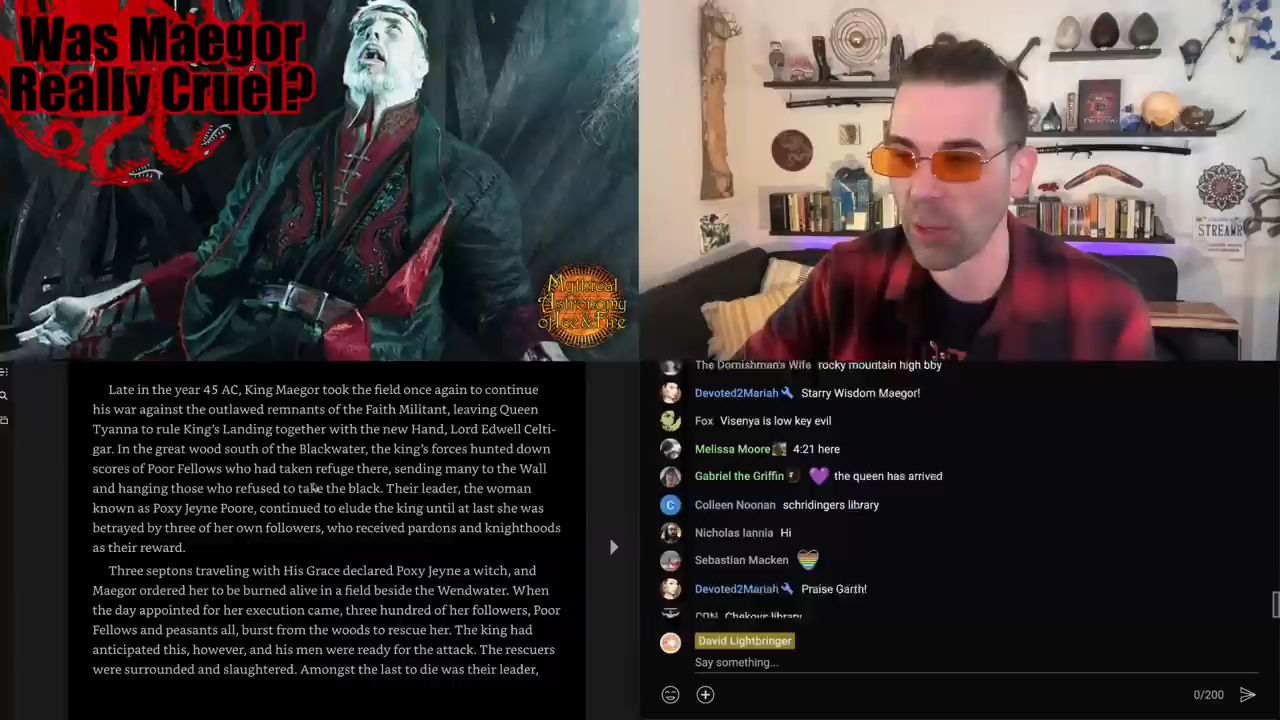 Was Maegor
Really Cruel?
Mythical
Astronomy
of Ice & Fire
STREAMR
Late in the year 45 AC, King Maegor took the field once again to continue
his war against the outlawed remnants of the Faith Militant, leaving Queen
Tyanna to rule King's Landing together with the new Hand, Lord Edwell Celti-
gar. In the great wood south of the Blackwater, the king's forces hunted down
scores of Poor Fellows who had taken refuge there, sending many to the Wall
and hanging those who refused to take the black. Their leader, the woman
known as Poxy Jeyne Poore, continued to elude the king until at last she was
betrayed by three of her own followers, who received pardons and knighthoods
as their reward.
Three septons traveling with His Grace declared Poxy Jeyne a witch, and
Maegor ordered her to be burned alive in a field beside the Wendwater. When
the day appointed for her execution came, three hundred of her followers, Poor
Fellows and peasants all, burst from the woods to rescue her. The king had
anticipated this, however, and his men were ready for the attack. The rescuers
were surrounded and slaughtered. Amongst the last to die was their leader,
The Dornishman's Wife rocky mountain high bby
Devoted2Mariah Starry Wisdom Maegor!
Fox Visenya is low key evil
Melissa Moore 4:21 here
Gabriel the Griffin the queen has arrived
Colleen Noonan schridingers library
Nicholas Iannia Hi
Sebastian Macken
Devoted2Mariah Praise Garth!
Chekovs library
David Lightbringer
Say something...
0/200